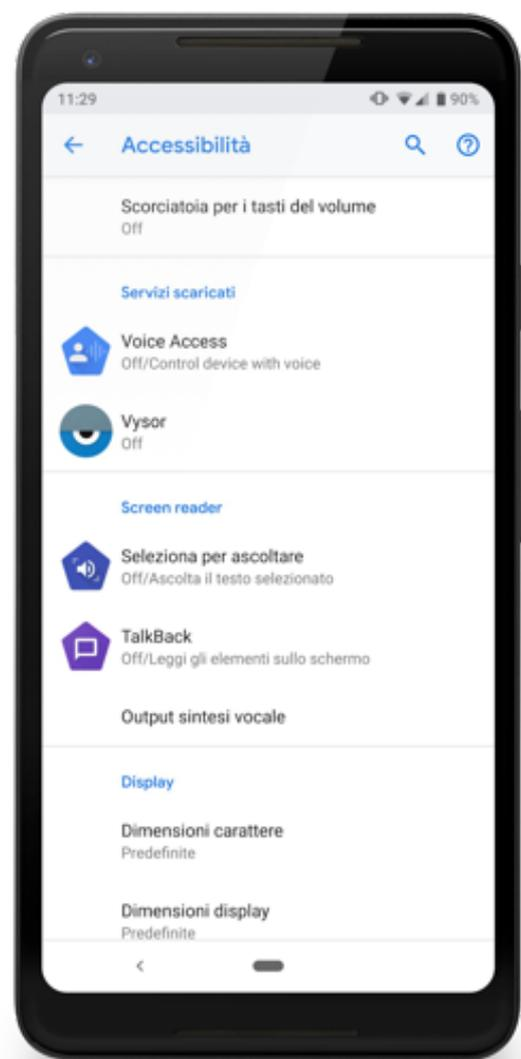 11:29
90%
Accessibilità
Scorciatoia per i tasti del volume
Off
Servizi scaricati
Voice Access
Off/Control device with voice
Vysor
Off
Screen reader
Seleziona per ascoltare
Off/Ascolta il testo selezionato
TalkBack
Off/Leggi gli elementi sullo schermo
Output sintesi vocale
Display
Dimensioni carattere
Predefinite
Dimensioni display
Predefinite